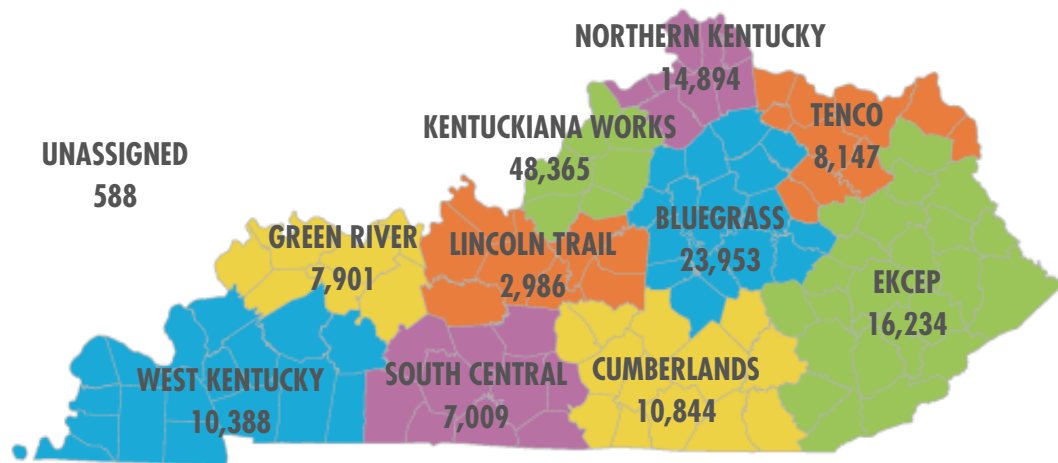 NORTHERN KENTUCKY
14,894
KENTUCKIANA WORKS
48,365
TENCO
8,147
UNASSIGNED
588
BLUEGRASS
23,953
GREEN RIVER
7,901
LINCOLN TRAIL
2,986
EKCEP
16,234
WEST KENTUCKY
10,388
SOUTH CENTRAL
7,009
CUMBERLANDS
10,844